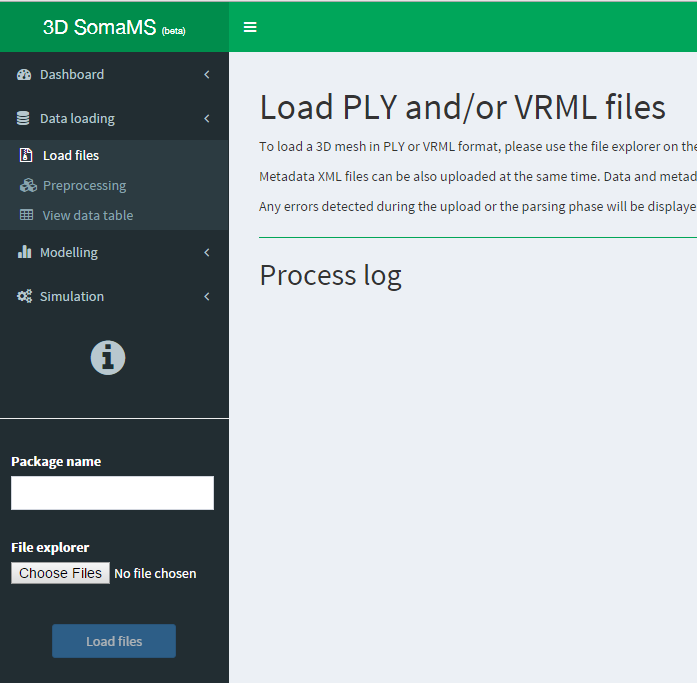 3D SomaMS (beta)
Dashboard
Data loading
Load files
Preprocessing
View data table
Modelling
Simulation
Package name
File explorer
Choose Files No file chosen
Load files
Load PLY and/or VRML files
To load a 3D mesh in PLY or VRML format, please use the file explorer on the
Metadata XML files can be also uploaded at the same time. Data and metad
Any errors detected during the upload or the parsing phase will be displaye
Process log